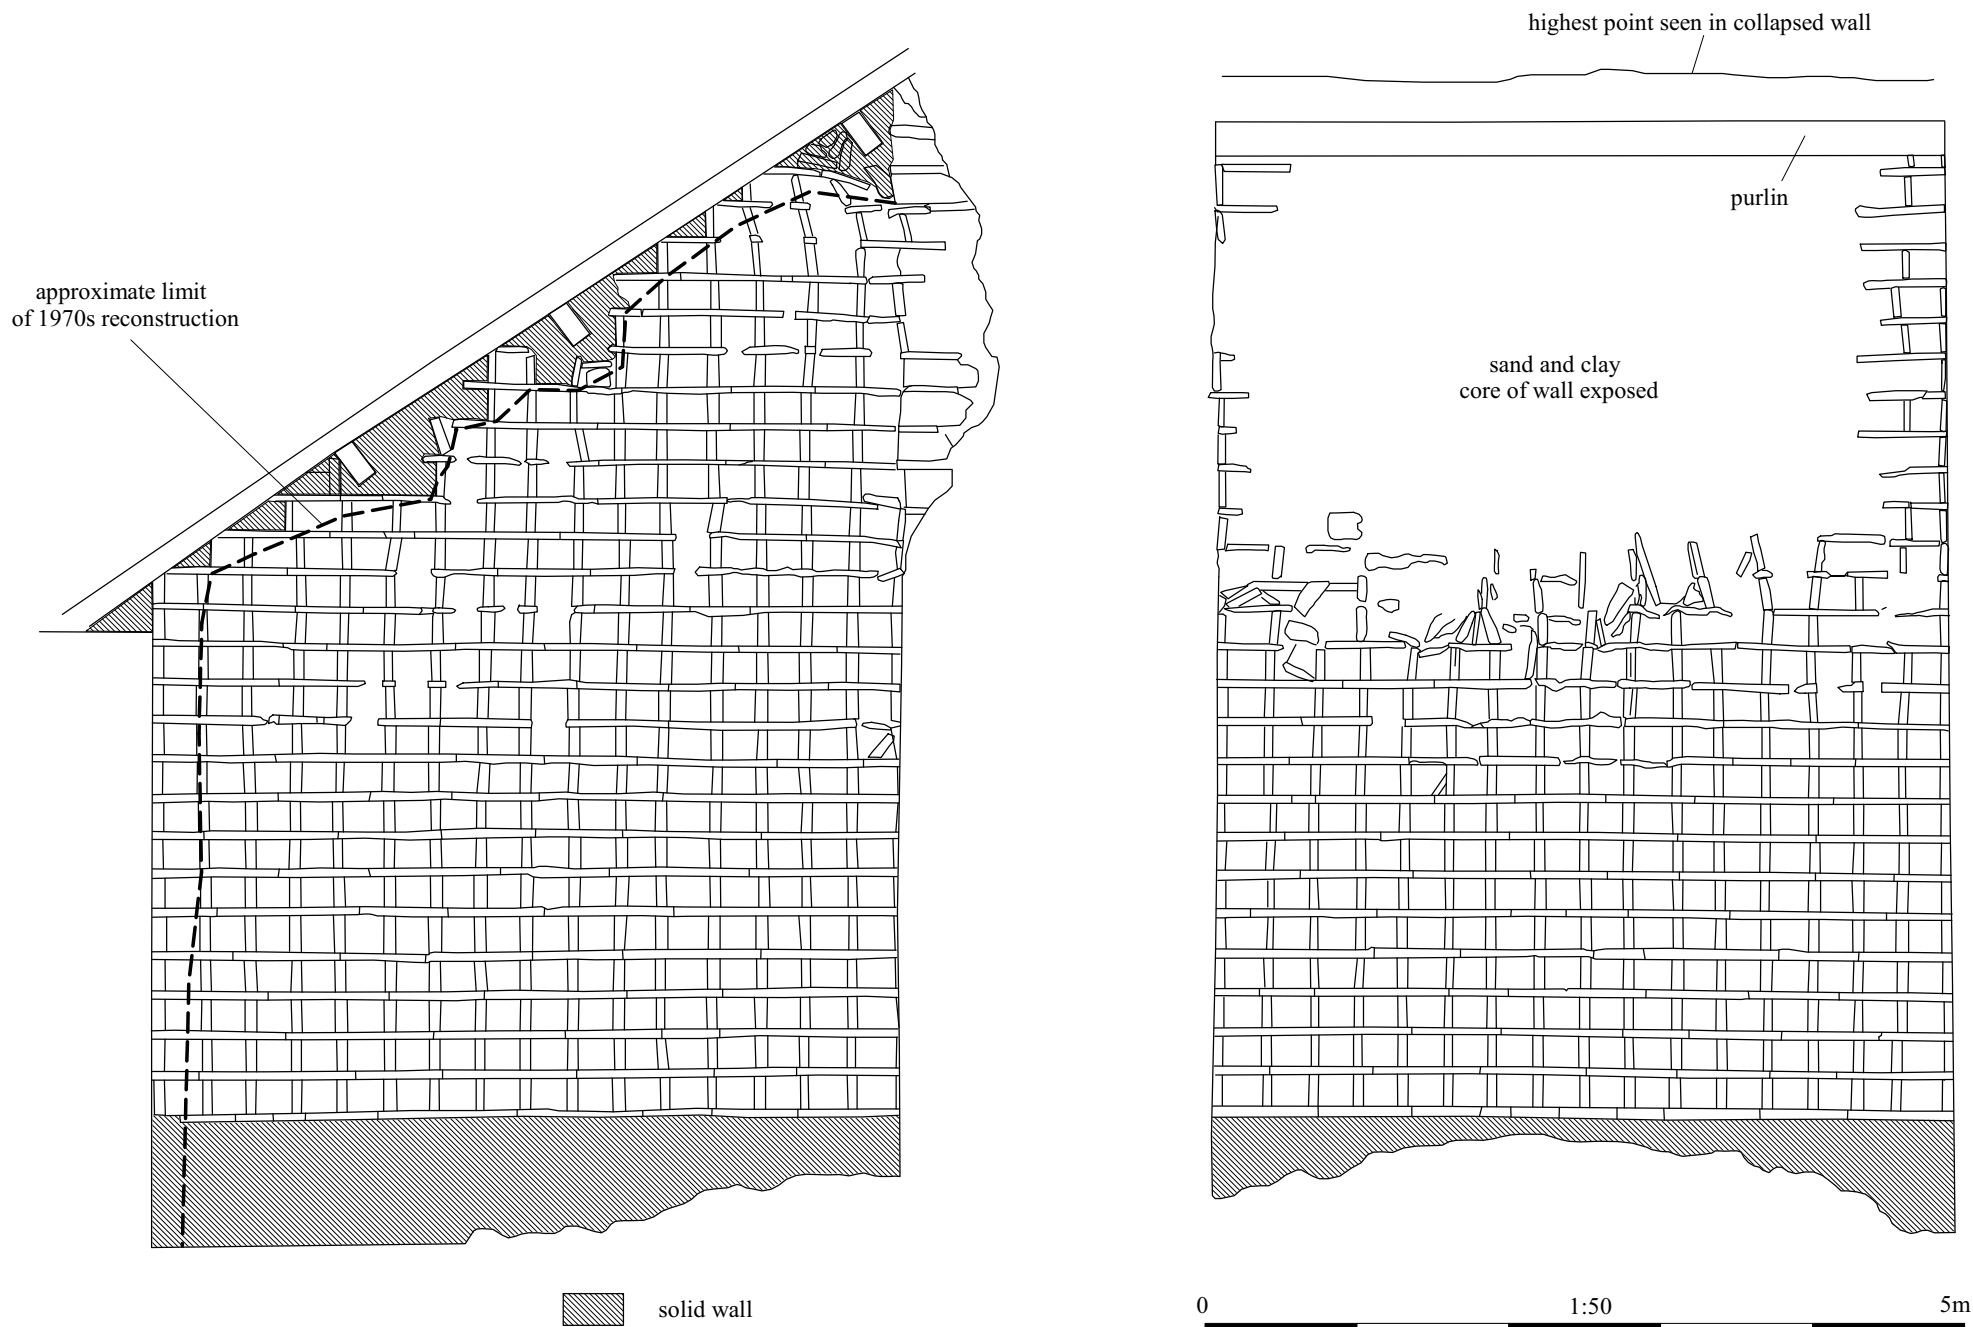 highest point seen in collapsed wall
purlin
approximate limit
of 1970s reconstruction
sand and clay
core of wall exposed
solid wall
0
1:50
5m